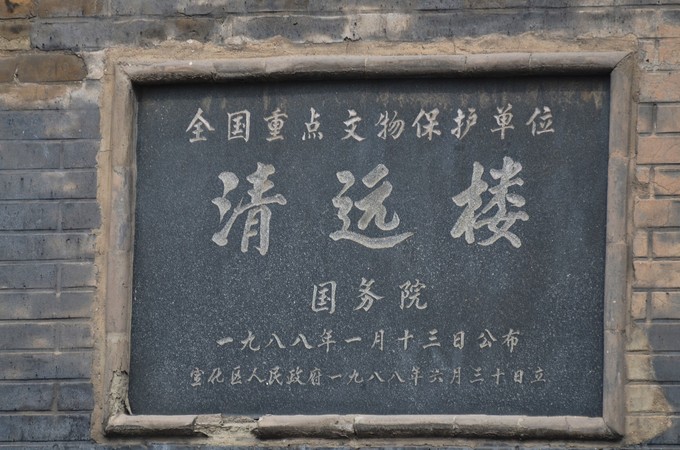 全国重点文物保护单位
清远楼
国务院
一九八八年一月十三日公布
宣化区人民政府一九八八年六月三十日立